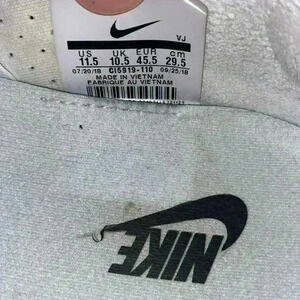 VJ
US UK EUR cm
11.5 10.5 45.5 29.5
07/20/18 CI5919-110 09/25/18
MADE IN VIETNAM
FABRIQUE AU VIETNAM
NIKE